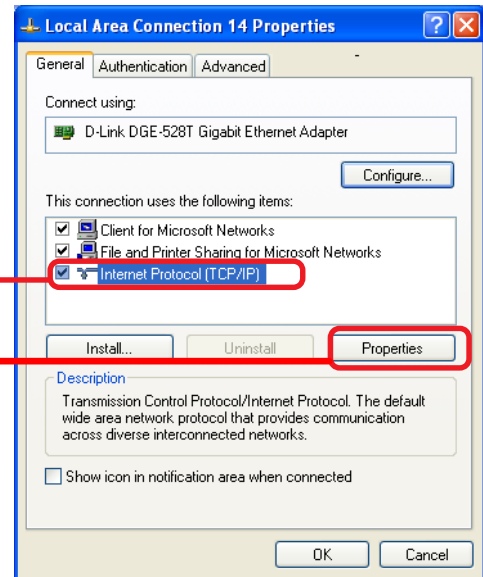 Local Area Connection 14 Properties
General Authentication Advanced
Connect using:
D-Link DGE-528T Gigabit Ethernet Adapter
Configure...
This connection uses the following items:
Client for Microsoft Networks
File and Printer Sharing for Microsoft Networks
Internet Protocol (TCP/IP)
Install... Uninstall Properties
Description
Transmission Control Protocol/Internet Protocol. The default
wide area network protocol that provides communication
across diverse interconnected networks.
Show icon in notification area when connected
OK Cancel